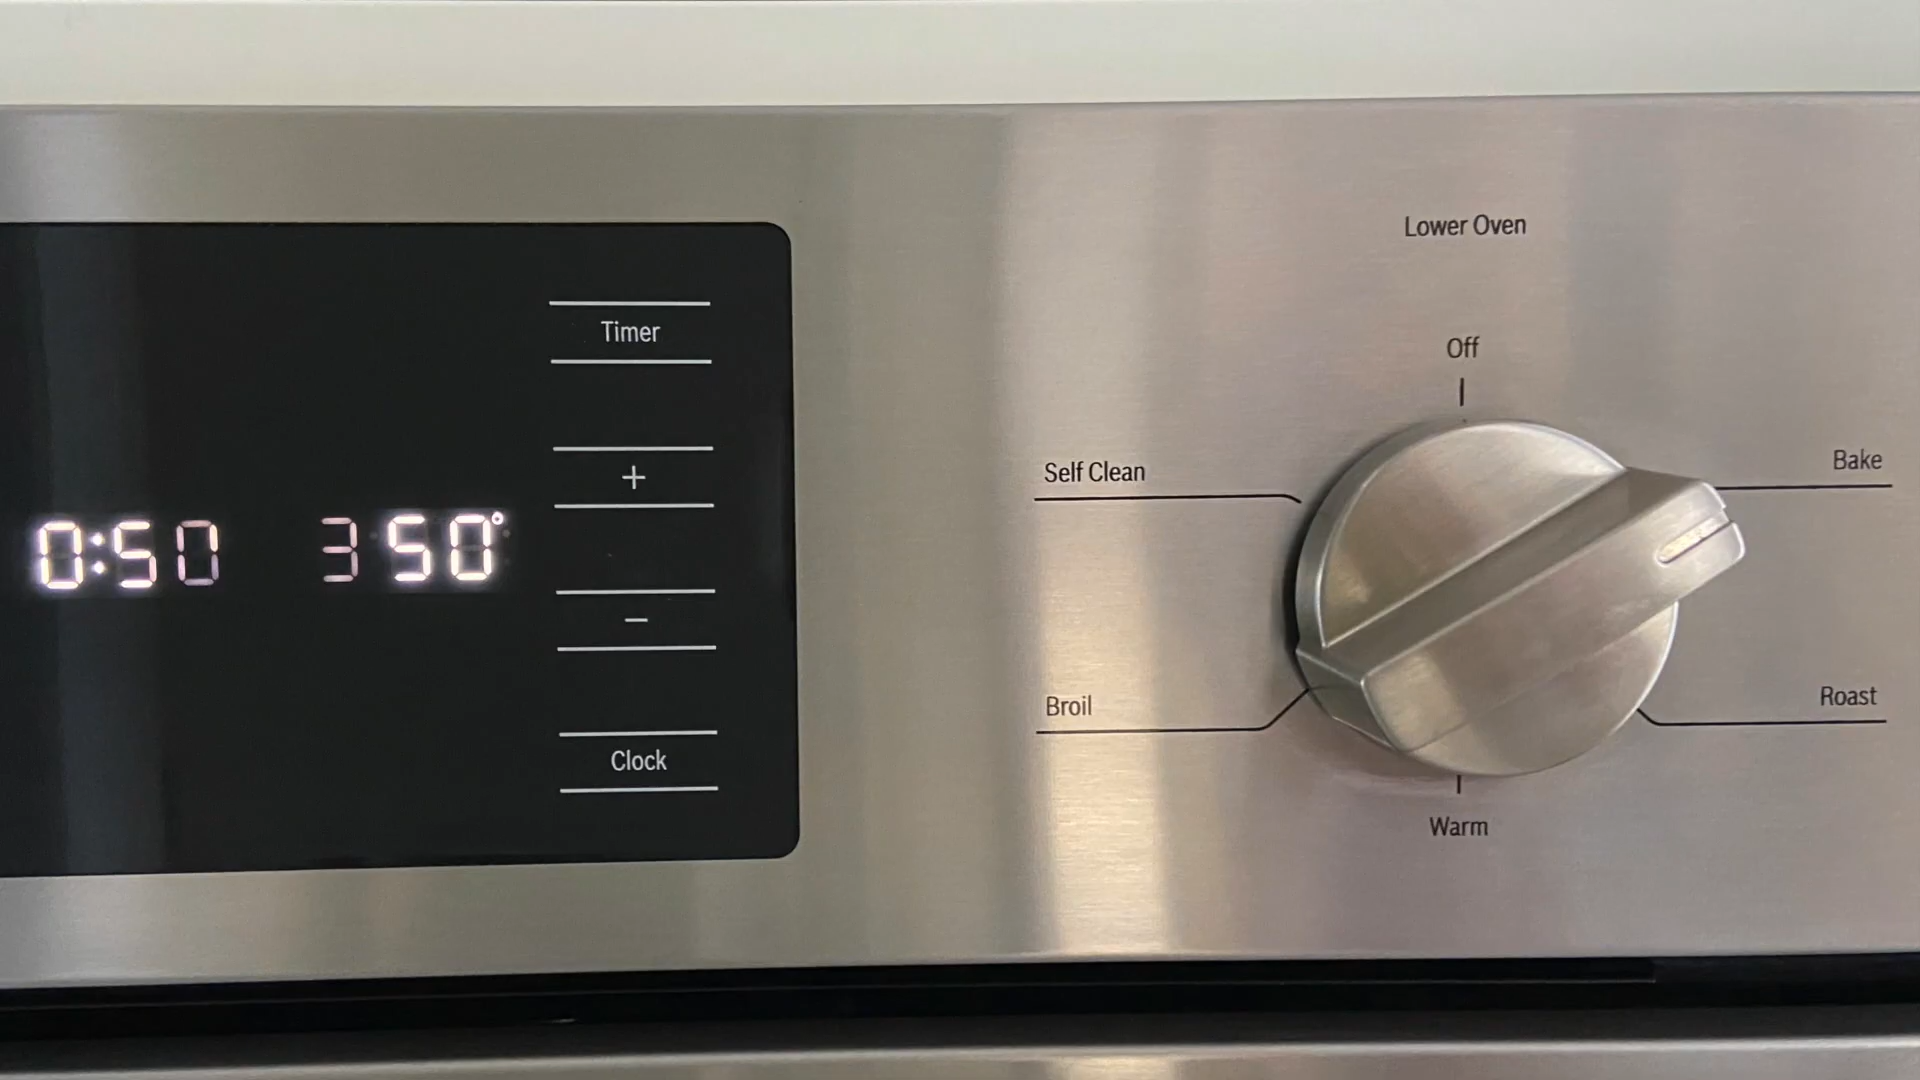 Lower Oven
Timer
Off
+
Self Clean
Bake
0:50 350°
−
Broil
Roast
Clock
Warm